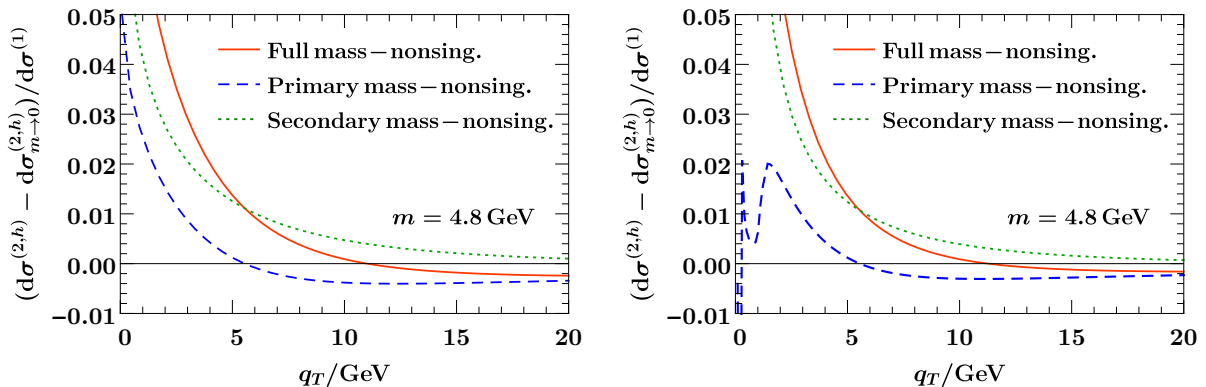 (dσ^(2,h) − dσ^(2,h)_{m→0})/dσ^(1)
0.05
0.04
0.03
0.02
0.01
0.00
−0.01
Full mass−nonsing.
Primary mass−nonsing.
Secondary mass−nonsing.
m = 4.8 GeV
0 5 10 15 20
q_T/GeV
(dσ^(2,h) − dσ^(2,h)_{m→0})/dσ^(1)
0.05
0.04
0.03
0.02
0.01
0.00
−0.01
Full mass−nonsing.
Primary mass−nonsing.
Secondary mass−nonsing.
m = 4.8 GeV
0 5 10 15 20
q_T/GeV